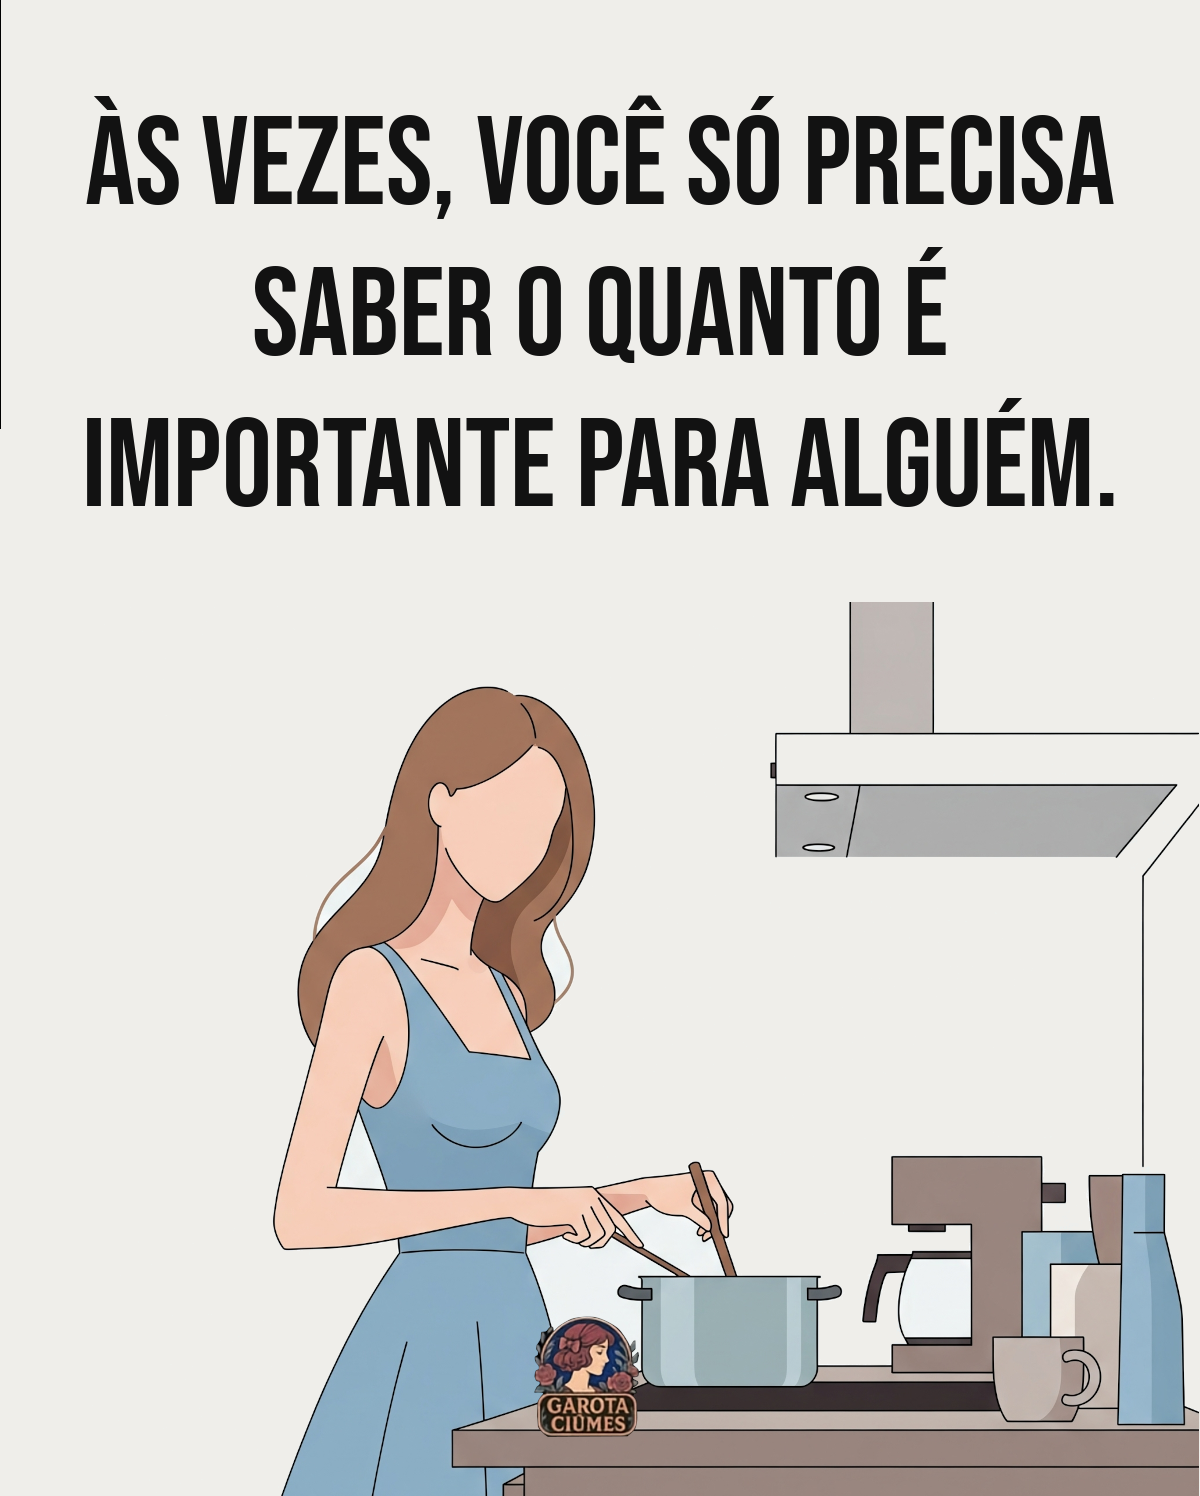 ÀS VEZES, VOCÊ SÓ PRECISA
SABER O QUANTO É
IMPORTANTE PARA ALGUÉM.
GAROTA
CIÚMES